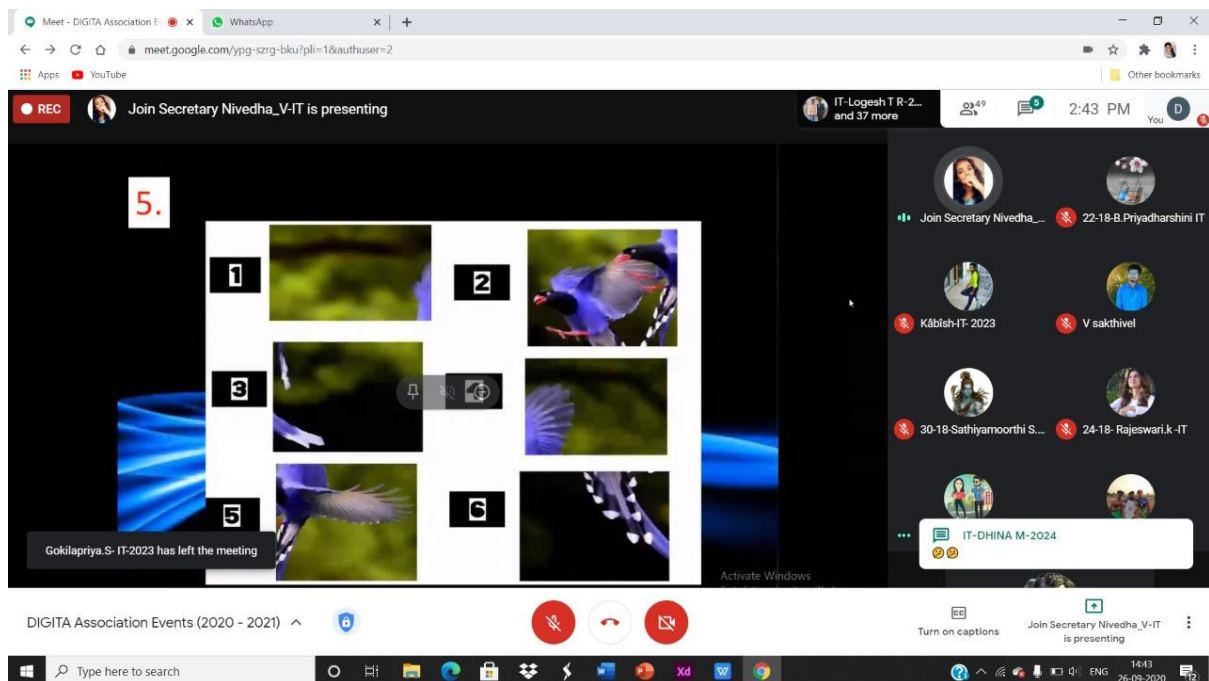 Meet - DIGITA Association E
WhatsApp
meet.google.com/ypg-szrg-bku?pli=1&authuser=2
Apps
YouTube
Other bookmarks
REC
Join Secretary Nivedha_V-IT is presenting
IT-Logesh T R-2...
and 37 more
49
5
2:43 PM
You
D
5.
1
2
3
5
6
Join Secretary Nivedha_...
22-18-B.Priyadharshini IT
Kâbîsh-IT- 2023
V sakthivel
30-18-Sathiyamoorthi S....
24-18- Rajeswari.k -IT
IT-DHINA M-2024
Gokilapriya.S- IT-2023 has left the meeting
Activate Windows
DIGITA Association Events (2020 - 2021)
Turn on captions
Join Secretary Nivedha_V-IT
is presenting
Type here to search
Xd
W
ENG
14:43
26-09-2020